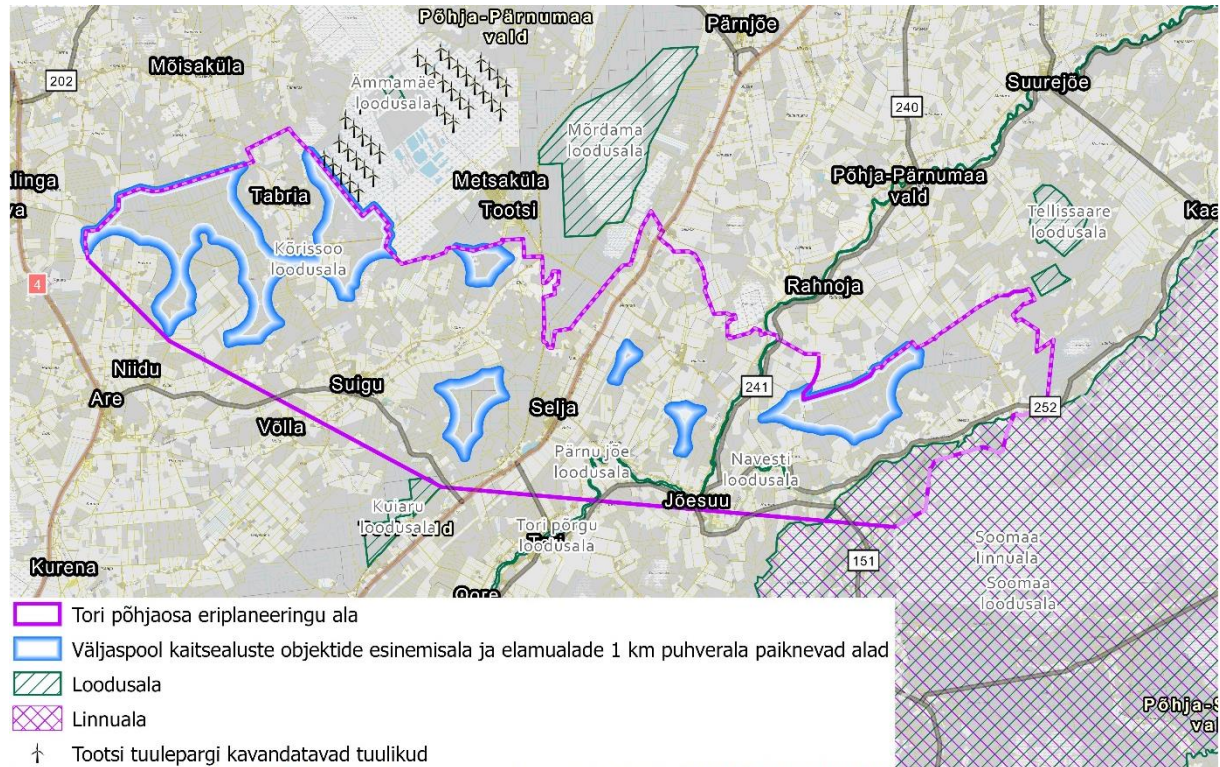 Põhja-Pärnumaa
vald
Pärnjõe
202
Mõisaküla
Ämmamäe
loodusala
Suurejõe
240
Mõrdama
loodusala
Metsaküla
Tootsi
Põhja-Pärnumaa
vald
Tabria
Kõrissoo
loodusala
Tellissaare
loodusala
4
Rahnoja
Niidu
Are
Suigu
Võlla
Selja
241
252
Pärnu jõe
loodusala
Navesti
loodusala
Jõesuu
Kuiaru
loodusala
vald
Tori põrgu
loodusala
Soomaa
linnuala
Soomaa
loodusala
151
Kurena
Oore
Tori põhjaosa eriplaneeringu ala
Väljaspool kaitsealuste objektide esinemisala ja elamualade 1 km puhverala paiknevad alad
Loodusala
Linnuala
Tootsi tuulepargi kavandatavad tuulikud